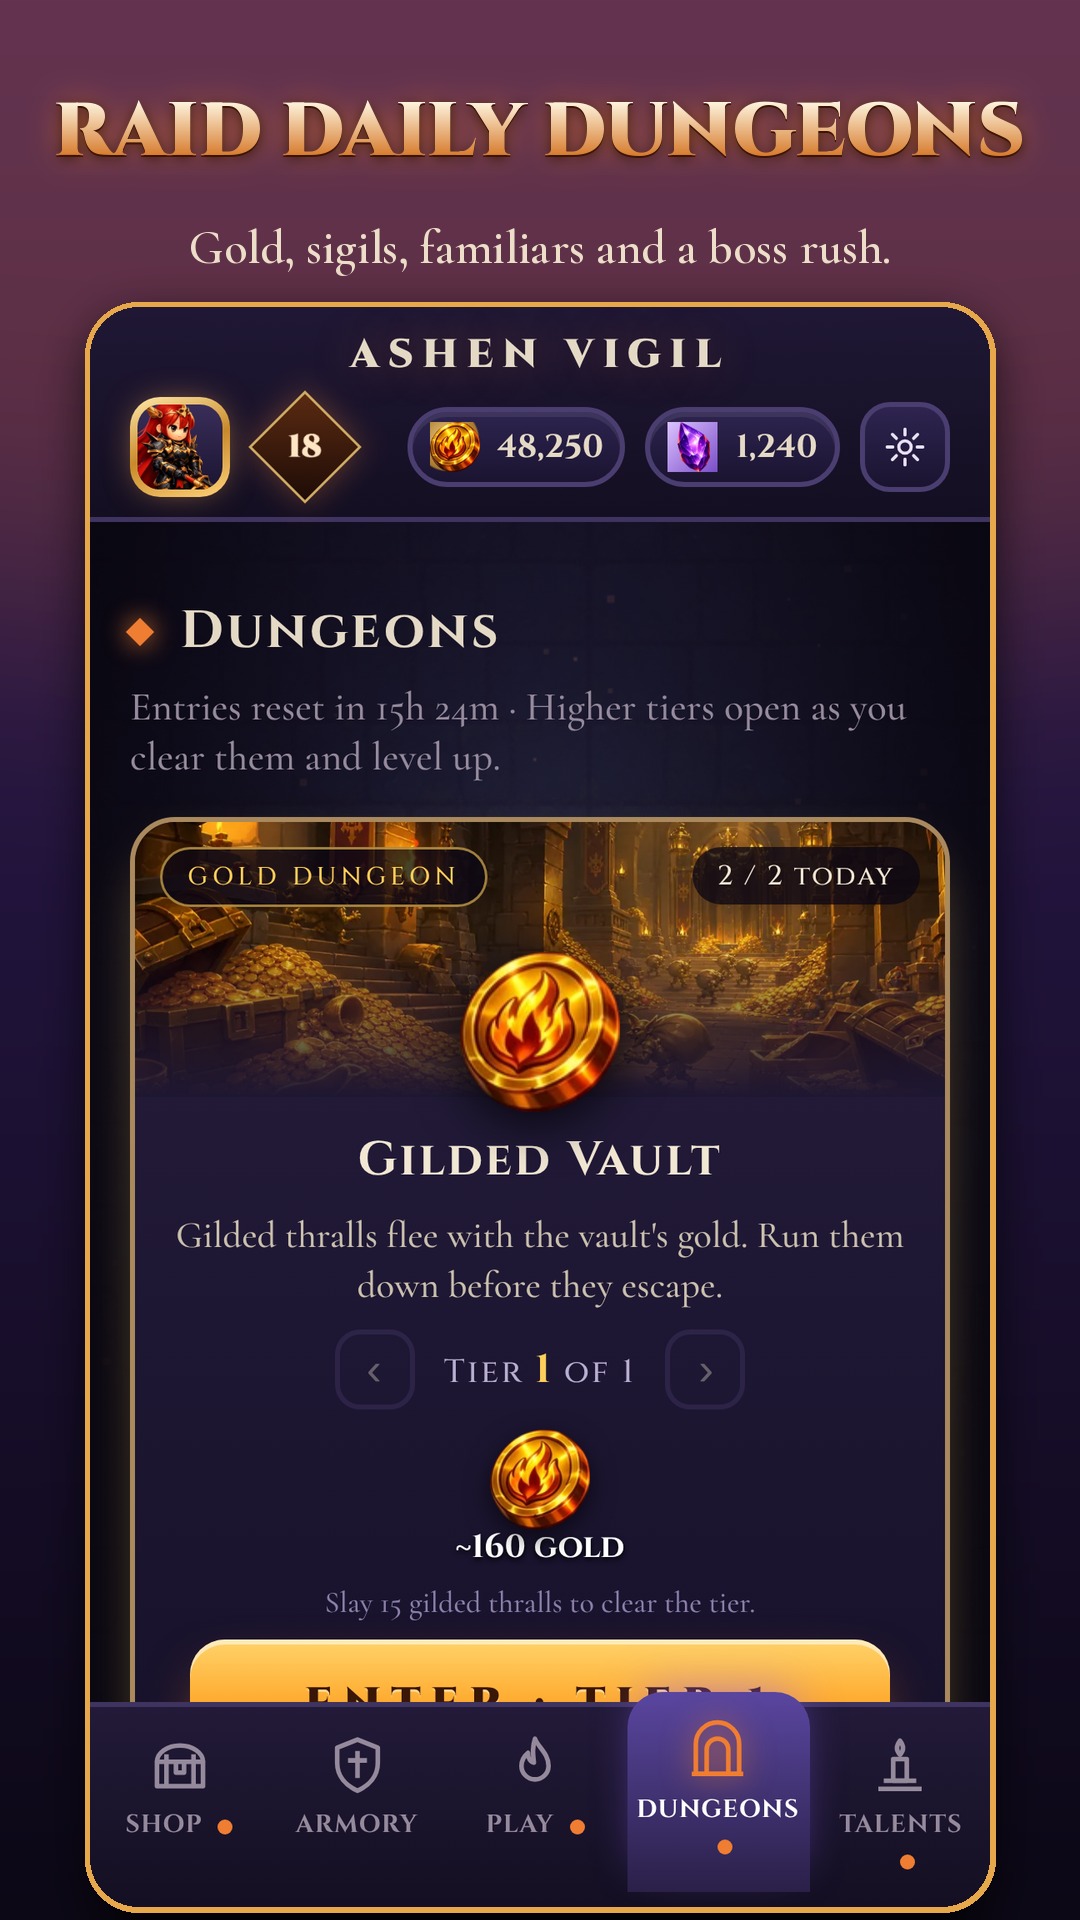 RAID DAILY DUNGEONS
Gold, sigils, familiars and a boss rush.
ASHEN VIGIL
18
48,250
1,240
DUNGEONS
Entries reset in 15h 24m · Higher tiers open as you
clear them and level up.
GOLD DUNGEON
2 / 2 TODAY
GILDED VAULT
Gilded thralls flee with the vault's gold. Run them
down before they escape.
‹ TIER 1 OF 1 ›
~160 GOLD
Slay 15 gilded thralls to clear the tier.
ENTER · TIER 1
SHOP
ARMORY
PLAY
DUNGEONS
TALENTS